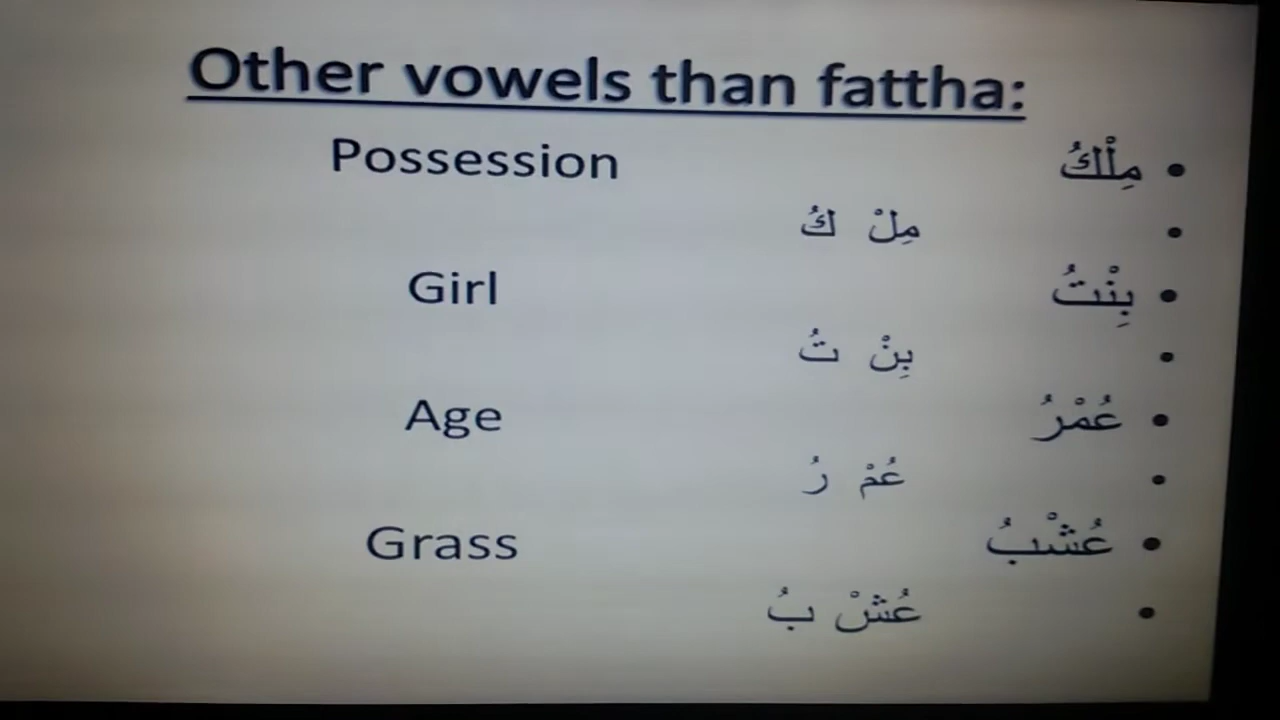 Other vowels than fattha:
• مِلْكُ Possession
• مِلْ كُ
• بِنْتُ Girl
• بِنْ تُ
• عُمْرُ Age
• عُمْ رُ
• عُشْبُ Grass
• عُشْ بُ